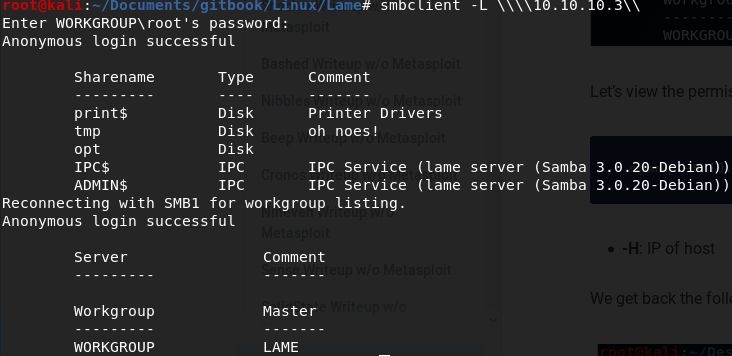 root@kali:~/Documents/gitbook/Linux/Lame# smbclient -L \\\\10.10.10.3\\
Enter WORKGROUP\root's password:
Anonymous login successful
Sharename Type Comment
--------- ---- -------
print$ Disk Printer Drivers
tmp Disk oh noes!
opt Disk
IPC$ IPC IPC Service (lame server (Samba 3.0.20-Debian))
ADMIN$ IPC IPC Service (lame server (Samba 3.0.20-Debian))
Reconnecting with SMB1 for workgroup listing.
Anonymous login successful
Server Comment
--------- -------
Workgroup Master
--------- -------
WORKGROUP LAME
Metasploit
Bashed Writeup w/o Metasploit
Nibbles Writeup w/o Metasploit
Beep Writeup w/o Metasploit
Cronos Writeup w/o
Nineveh Writeup w/o
Metasploit
Sense Writeup w/o Metasploit
SolidState Writeup w/o
---------
WORKGROU
Let's view the permis
-H: IP of host
We get back the follo
root@kali:~/Des